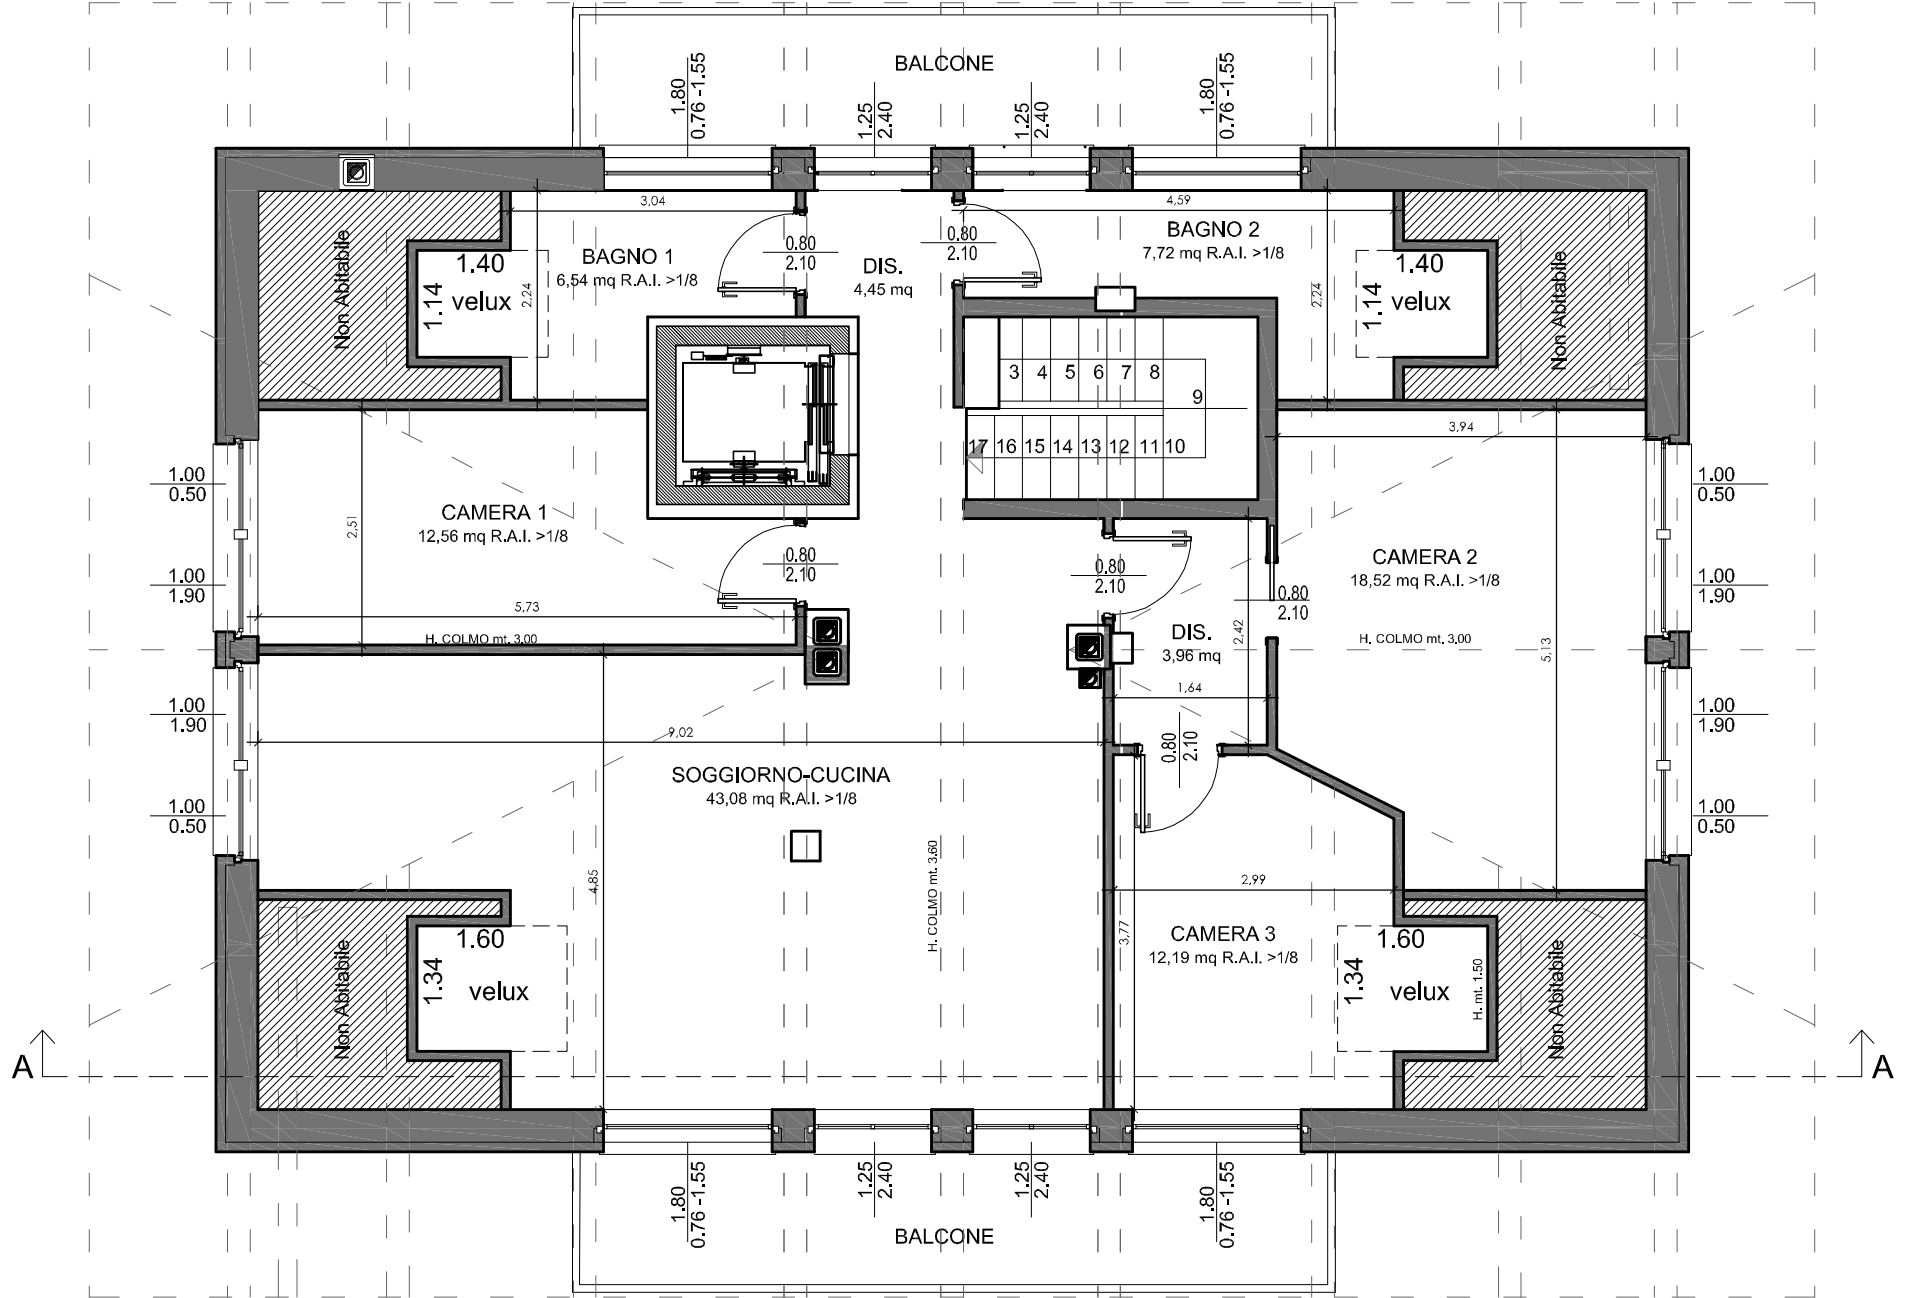 BALCONE
1.80
0.76 -1.55
1.25
2.40
1.25
2.40
1.80
0.76 -1.55
3,04
4,59
Non Abitabile
1.40
1.14
velux
2,24
BAGNO 1
6,54 mq R.A.I. >1/8
0.80
2.10
DIS.
4,45 mq
0.80
2.10
BAGNO 2
7,72 mq R.A.I. >1/8
2,24
1.40
1.14
velux
Non Abitabile
3 4 5 6 7 8
9
17 16 15 14 13 12 11 10
3,94
1.00
0.50
1.00
0.50
2,51
CAMERA 1
12,56 mq R.A.I. >1/8
0.80
2.10
0.80
2.10
CAMERA 2
18,52 mq R.A.I. >1/8
1.00
1.90
5,73
0.80
2.10
1.00
1.90
H. COLMO mt. 3.00
DIS.
3,96 mq
2,42
H. COLMO mt. 3,00
5,13
1,64
1.00
1.90
9,02
0.80
2.10
1.00
1.90
SOGGIORNO-CUCINA
43,08 mq R.A.I. >1/8
1.00
0.50
1.00
0.50
4,85
H. COLMO mt. 3.60
2,99
3,77
CAMERA 3
12,19 mq R.A.I. >1/8
Non Abitabile
1.60
1.34
velux
1.60
1.34
velux
H. mt. 1.50
Non Abitabile
A
A
1.80
0.76 -1.55
1.25
2.40
1.25
2.40
1.80
0.76 -1.55
BALCONE